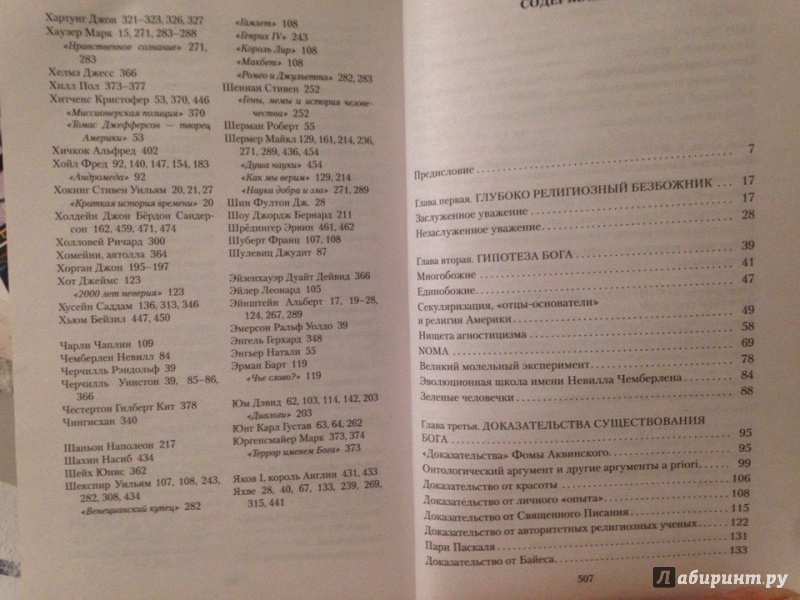 Хартунг Джон 321–323, 326, 327
Хаузер Марк 15, 271, 283–288
«Нравственное сознание» 271,
283
Хелмз Джесс 366
Хилл Пол 373–377
Хитченс Кристофер 53, 370, 446
«Миссионерская позиция» 370
«Томас Джефферсон — творец
Америки» 53
Хичкок Альфред 402
Хойл Фред 92, 140, 147, 154, 183
«Андромеда» 92
Хокинг Стивен Уильям 20, 21, 27
«Краткая история времени» 20
Холдейн Джон Бёрдон Сандер-
сон 162, 459, 471, 474
Холловей Ричард 300
Хомейни, аятолла 364
Хорган Джон 195–197
Хот Джеймс 123
«2000 лет неверия» 123
Хусейн Саддам 136, 313, 346
Хьюм Бейзил 447, 450
Чарли Чаплин 109
Чемберлен Невилл 84
Черчилль Рэндольф 39
Черчилль Уинстон 39, 85–86,
366
Честертон Гилберт Кит 378
Чингисхан 340
Шаньон Наполеон 217
Шахин Насиб 434
Шейх Юнис 362
Шекспир Уильям 107, 108, 243,
282, 308, 434
«Венецианский купец» 282
«Гамлет» 108
«Генрих IV» 243
«Король Лир» 108
«Макбет» 108
«Ромео и Джульетта» 282, 283
Шеннан Стивен 252
«Гены, мемы и история челове-
чества» 252
Шерман Роберт 55
Шермер Майкл 129, 161, 214, 236,
271, 289, 436, 454
«Душа науки» 454
«Как мы верим» 129, 214
«Наука добра и зла» 271, 289
Шин Фултон Дж. 28
Шоу Джордж Бернард 211
Шрёдингер Эрвин 461, 462
Шуберт Франц 107, 108
Шулевиц Джудит 87
Эйзенхауэр Дуайт Дейвид 366
Эйлер Леонард 105
Эйнштейн Альберт 17, 19–28,
124, 267, 289
Эмерсон Ральф Уолдо 39
Энгель Герхард 348
Энгьер Натали 55
Эрман Барт 119
«Чье слово?» 119
Юм Дэвид 62, 103, 114, 142, 203
«Диалоги» 203
Юнг Карл Густав 63, 64, 262
Юргенсмайер Марк 373, 374
«Террор именем Бога» 373
Яков I, король Англии 431, 433
Яхве 28, 40, 67, 133, 239, 269,
315, 441
Предисловие 7
Глава первая. ГЛУБОКО РЕЛИГИОЗНЫЙ БЕЗБОЖНИК 17
Заслуженное уважение 17
Незаслуженное уважение 28
Глава вторая. ГИПОТЕЗА БОГА 39
Многобожие 41
Единобожие 47
Секуляризация, «отцы-основатели»
и религия Америки 49
Нищета агностицизма 58
NOMA 69
Великий молельный эксперимент 78
Эволюционная школа имени Невилла Чемберлена 84
Зеленые человечки 88
Глава третья. ДОКАЗАТЕЛЬСТВА СУЩЕСТВОВАНИЯ
БОГА 95
«Доказательства» Фомы Аквинского 95
Онтологический аргумент и другие аргументы a priori 99
Доказательство от красоты 106
Доказательство от личного «опыта» 108
Доказательство от Священного Писания 115
Доказательство от авторитетных религиозных ученых 122
Пари Паскаля 131
Доказательство от Байеса 133
507
Лабиринт.ру